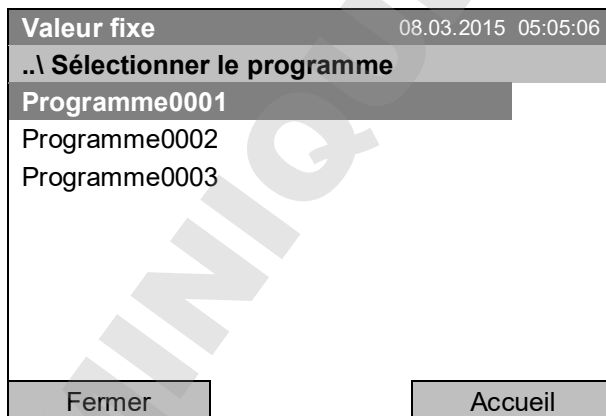 Valeur fixe 08.03.2015 05:05:06
..\ Sélectionner le programme
Programme0001
Programme0002
Programme0003
Fermer Accueil